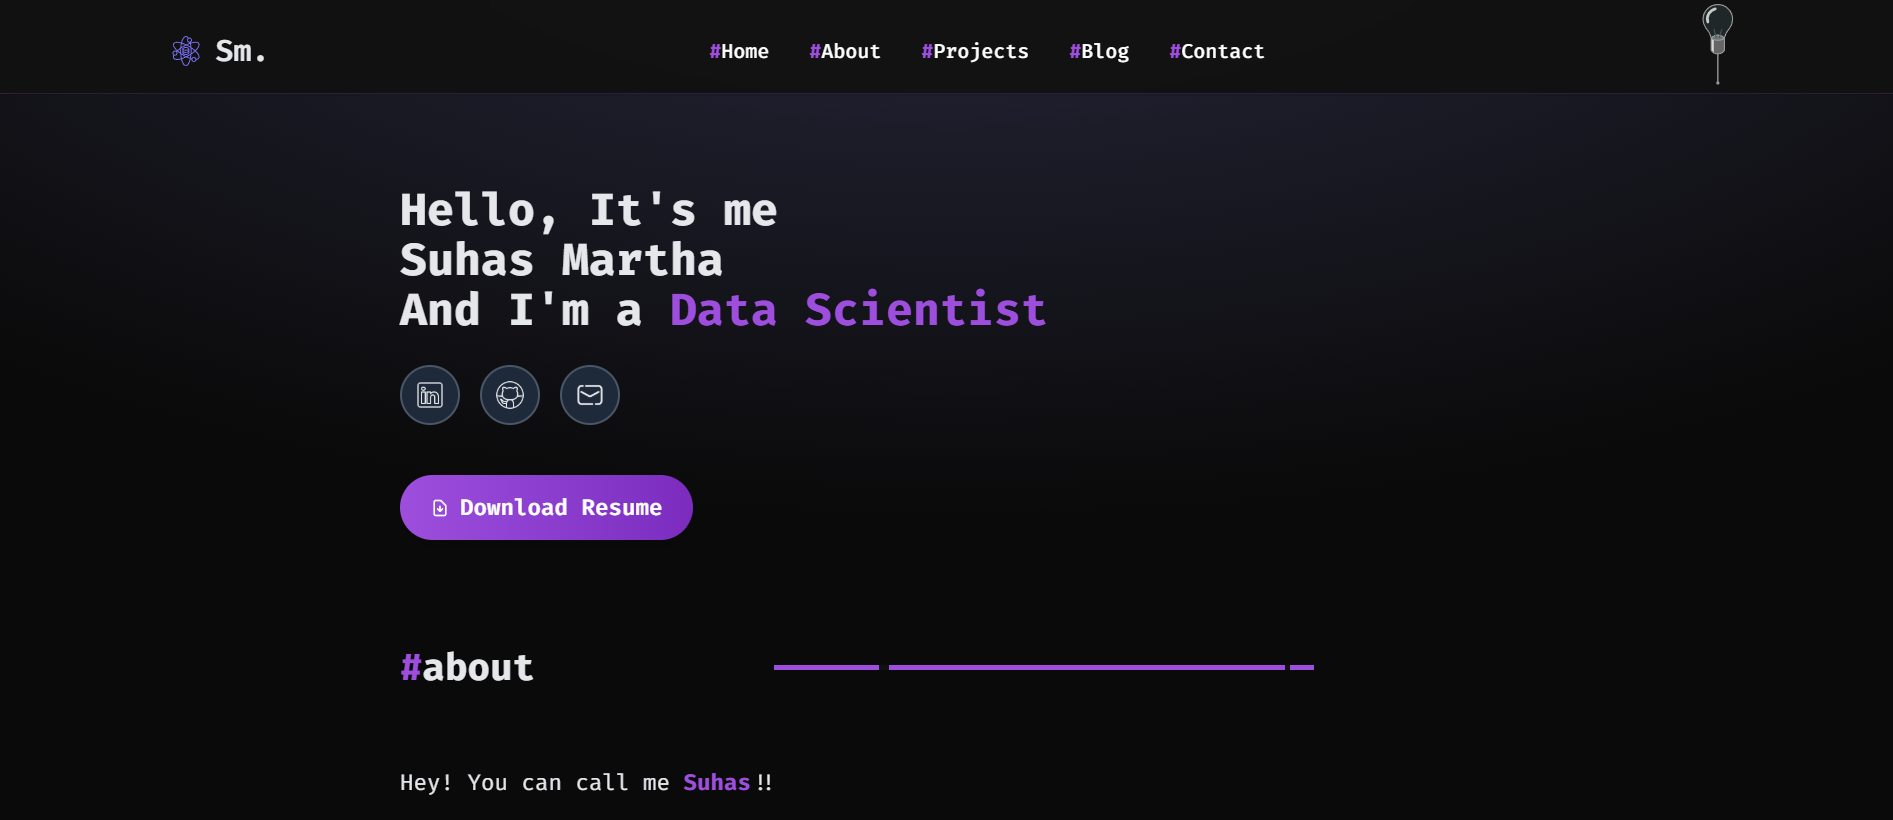 Sm.
#Home #About #Projects #Blog #Contact
Hello, It's me
Suhas Martha
And I'm a Data Scientist
in
Download Resume
#about
Hey! You can call me Suhas!!